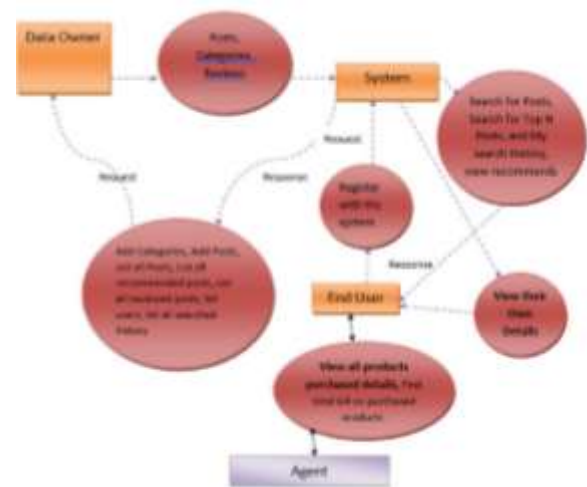 Data Owner
Posts,
Categories,
Reviews
System
Search for Posts,
Search for Top N
Posts, and My
search History,
view recommends
Request
Request
Response
Register
with the
system
Add Categories, Add Posts,
List all Posts, List all
recommended posts, List
all reviewed posts, list
users, list all searched
history
Response
End User
View their
Own
Details
View all products
purchased details, Find
total bill on purchased
products
Agent